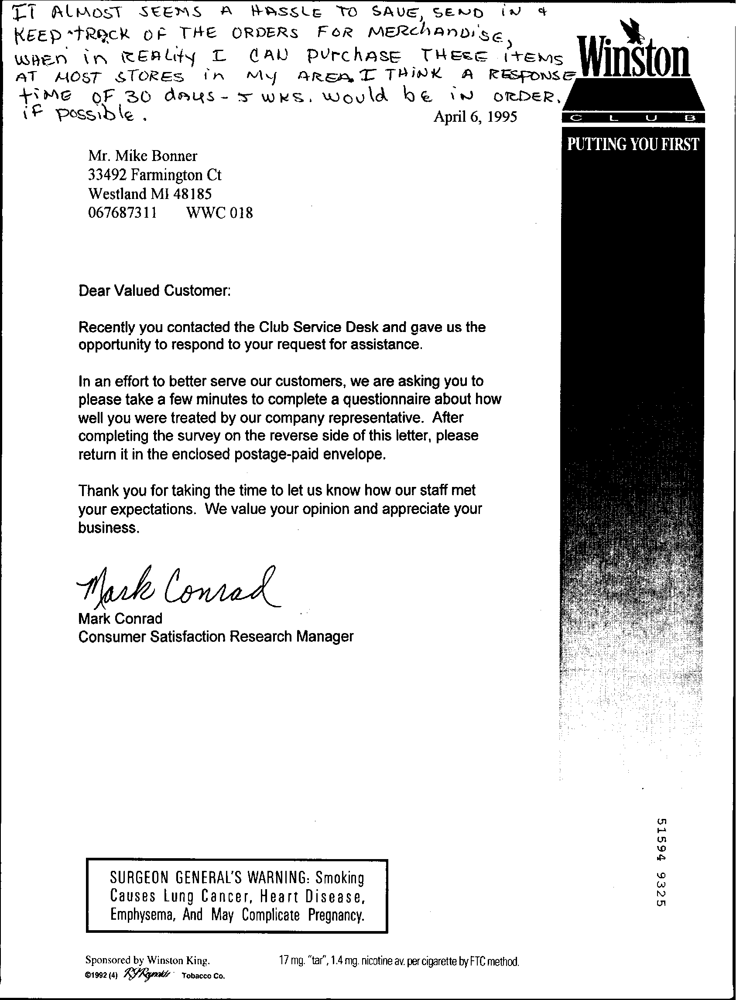 IT ALMOST SEEMS A HASSLE TO SAVE, SEND iN &
KEEP TRACK OF THE ORDERS FOR MERCHANDiSE,
WHEN in REALiTY I CAN PURCHASE THESE iTEMS
AT MOST STORES in MY AREA I THiNK A RESPONSE
tiME OF 30 days - 5 WKS. WOuld bE iN ORDER.
iF POSSiblE.
Winston
CLUB
PUTTING YOU FIRST
April 6, 1995
Mr. Mike Bonner
33492 Farmington Ct
Westland MI 48185
067687311 WWC 018
Dear Valued Customer:
Recently you contacted the Club Service Desk and gave us the
opportunity to respond to your request for assistance.
In an effort to better serve our customers, we are asking you to
please take a few minutes to complete a questionnaire about how
well you were treated by our company representative. After
completing the survey on the reverse side of this letter, please
return it in the enclosed postage-paid envelope.
Thank you for taking the time to let us know how our staff met
your expectations. We value your opinion and appreciate your
business.
Mark Conrad
Mark Conrad
Consumer Satisfaction Research Manager
51594 9325
SURGEON GENERAL'S WARNING: Smoking
Causes Lung Cancer, Heart Disease,
Emphysema, And May Complicate Pregnancy.
Sponsored by Winston King.
17 mg. "tar", 1.4 mg. nicotine av. per cigarette by FTC method.
©1992 (4) RJReynolds Tobacco Co.